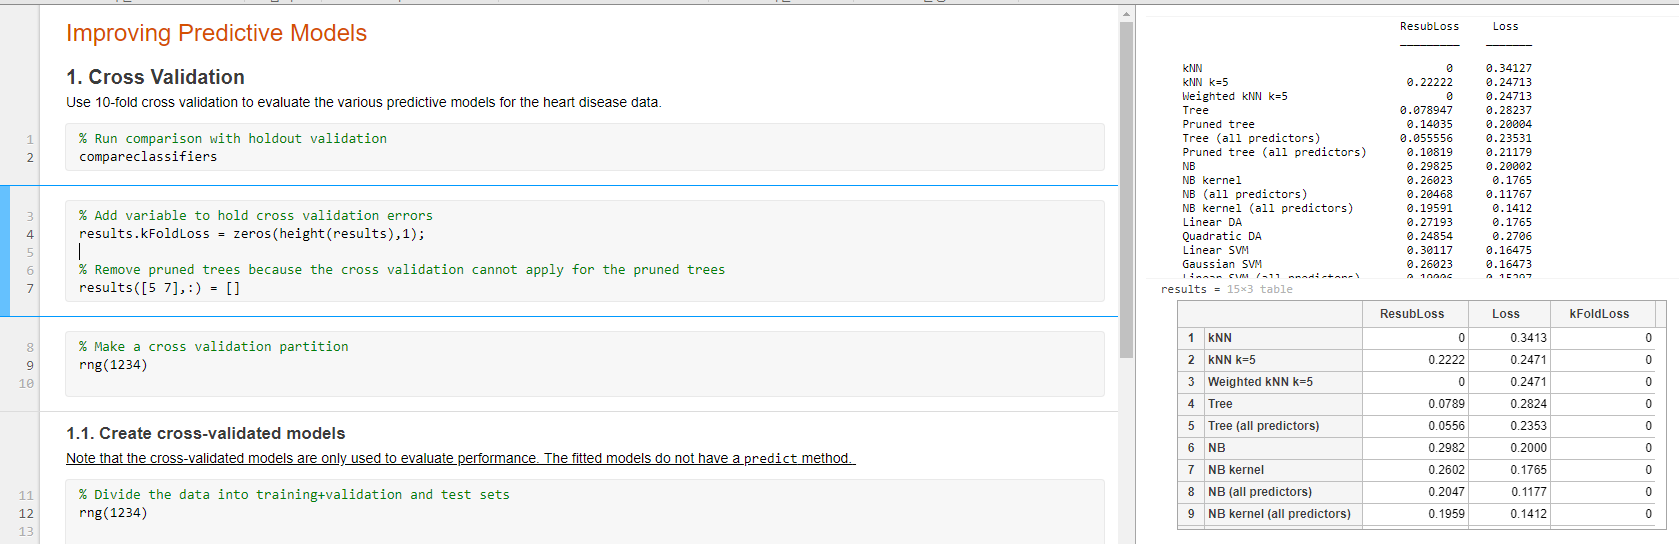 Improving Predictive Models
1. Cross Validation
Use 10-fold cross validation to evaluate the various predictive models for the heart disease data.
1 % Run comparison with holdout validation
2 compareclassifiers
3 % Add variable to hold cross validation errors
4 results.kFoldLoss = zeros(height(results),1);
5
6 % Remove pruned trees because the cross validation cannot apply for the pruned trees
7 results([5 7],:) = []
8 % Make a cross validation partition
9 rng(1234)
10
1.1. Create cross-validated models
Note that the cross-validated models are only used to evaluate performance. The fitted models do not have a predict method.
11 % Divide the data into training+validation and test sets
12 rng(1234)
13
ResubLoss Loss
kNN 0 0.34127
kNN k=5 0.22222 0.24713
Weighted kNN k=5 0 0.24713
Tree 0.078947 0.28237
Pruned tree 0.14035 0.20004
Tree (all predictors) 0.055556 0.23531
Pruned tree (all predictors) 0.10819 0.21179
NB 0.29825 0.20002
NB kernel 0.26023 0.1765
NB (all predictors) 0.20468 0.11767
NB kernel (all predictors) 0.19591 0.1412
Linear DA 0.27193 0.1765
Quadratic DA 0.24854 0.2706
Linear SVM 0.30117 0.16475
Gaussian SVM 0.26023 0.16473
results = 15×3 table
ResubLoss Loss kFoldLoss
1 kNN 0 0.3413 0
2 kNN k=5 0.2222 0.2471 0
3 Weighted kNN k=5 0 0.2471 0
4 Tree 0.0789 0.2824 0
5 Tree (all predictors) 0.0556 0.2353 0
6 NB 0.2982 0.2000 0
7 NB kernel 0.2602 0.1765 0
8 NB (all predictors) 0.2047 0.1177 0
9 NB kernel (all predictors) 0.1959 0.1412 0